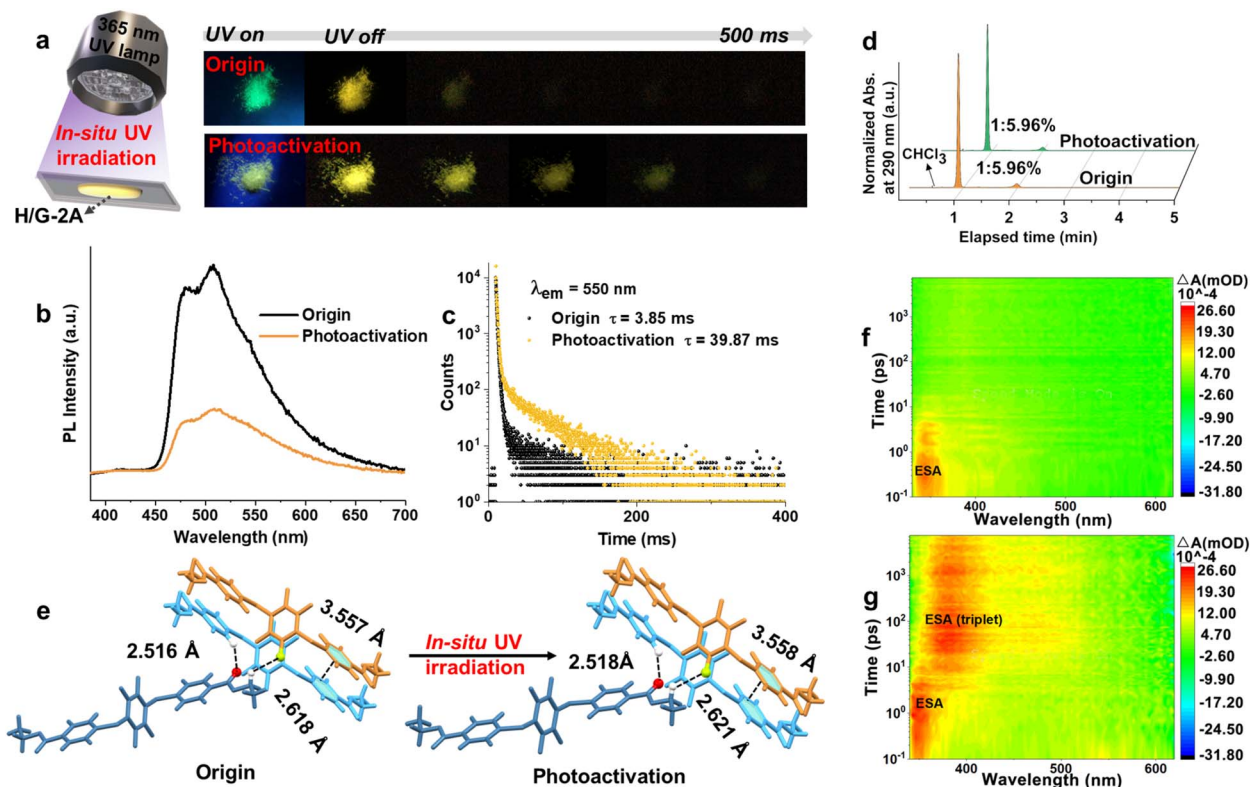 a
365 nm
UV lamp
In-situ UV
irradiation
H/G-2A
UV on
UV off
500 ms
Origin
Photoactivation
d
Normalized Abs.
at 290 nm (a.u.)
CHCl3
1:5.96%
Photoactivation
1:5.96%
Origin
1
2
3
4
5
Elapsed time (min)
b
PL Intensity (a.u.)
Origin
Photoactivation
400
450
500
550
600
650
700
Wavelength (nm)
c
Counts
10^4
10^3
10^2
10^1
10^0
λem = 550 nm
Origin τ = 3.85 ms
Photoactivation τ = 39.87 ms
0
200
400
Time (ms)
e
2.516 Å
3.557 Å
2.618 Å
Origin
In-situ UV
irradiation
2.518Å
3.558 Å
2.621 Å
Photoactivation
f
Time (ps)
10^3
10^2
10^1
10^0
10^-1
ESA
400
500
600
Wavelength (nm)
△A(mOD)
10^-4
26.60
19.30
12.00
4.70
-2.60
-9.90
-17.20
-24.50
-31.80
g
Time (ps)
10^3
10^2
10^1
10^0
10^-1
ESA (triplet)
ESA
400
500
600
Wavelength (nm)
△A(mOD)
10^-4
26.60
19.30
12.00
4.70
-2.60
-9.90
-17.20
-24.50
-31.80